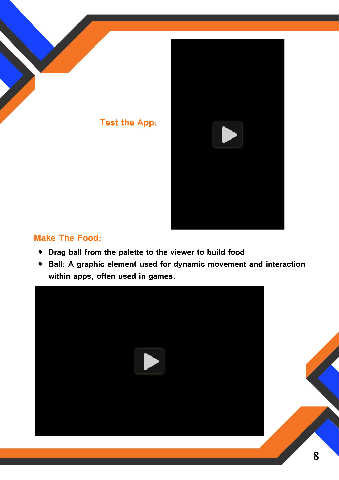 Test the App:
Make The Food:
• Drag ball from the palette to the viewer to build food
• Ball: A graphic element used for dynamic movement and interaction
within apps, often used in games.
8